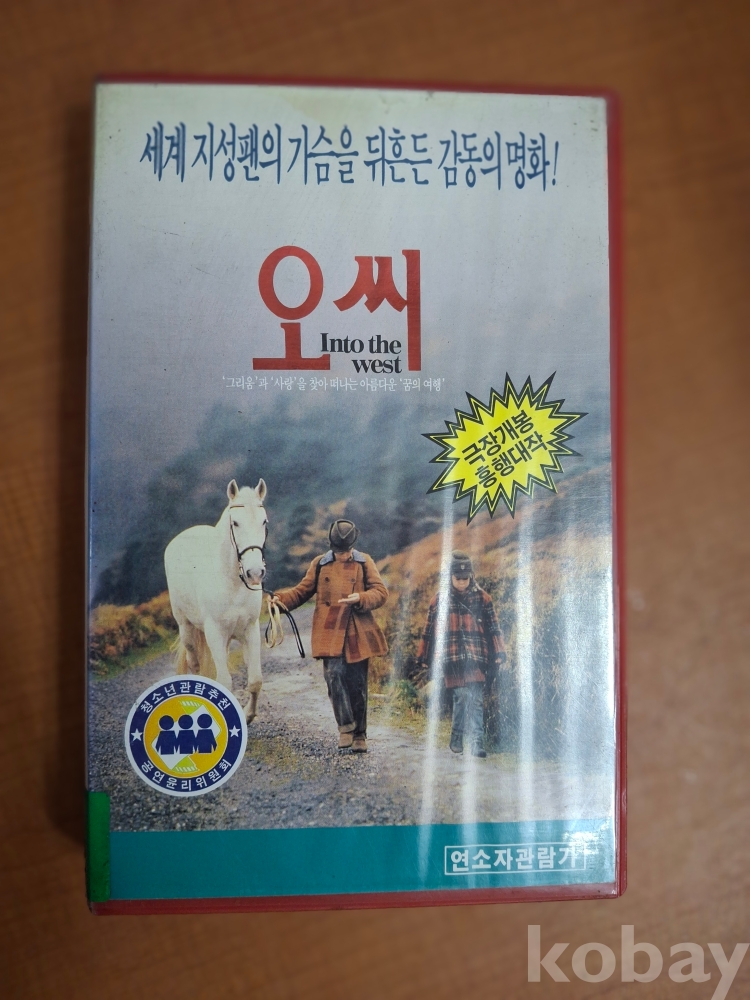 세계 지성팬의 가슴을 뒤흔든 감동의 명화!
오씨
Into the
west
'그리움'과 '사랑'을 찾아 떠나는 아름다운 '꿈의 여행'
극장개봉
흥행대작
청소년관람추천
공연윤리위원회
연소자관람가
kobay